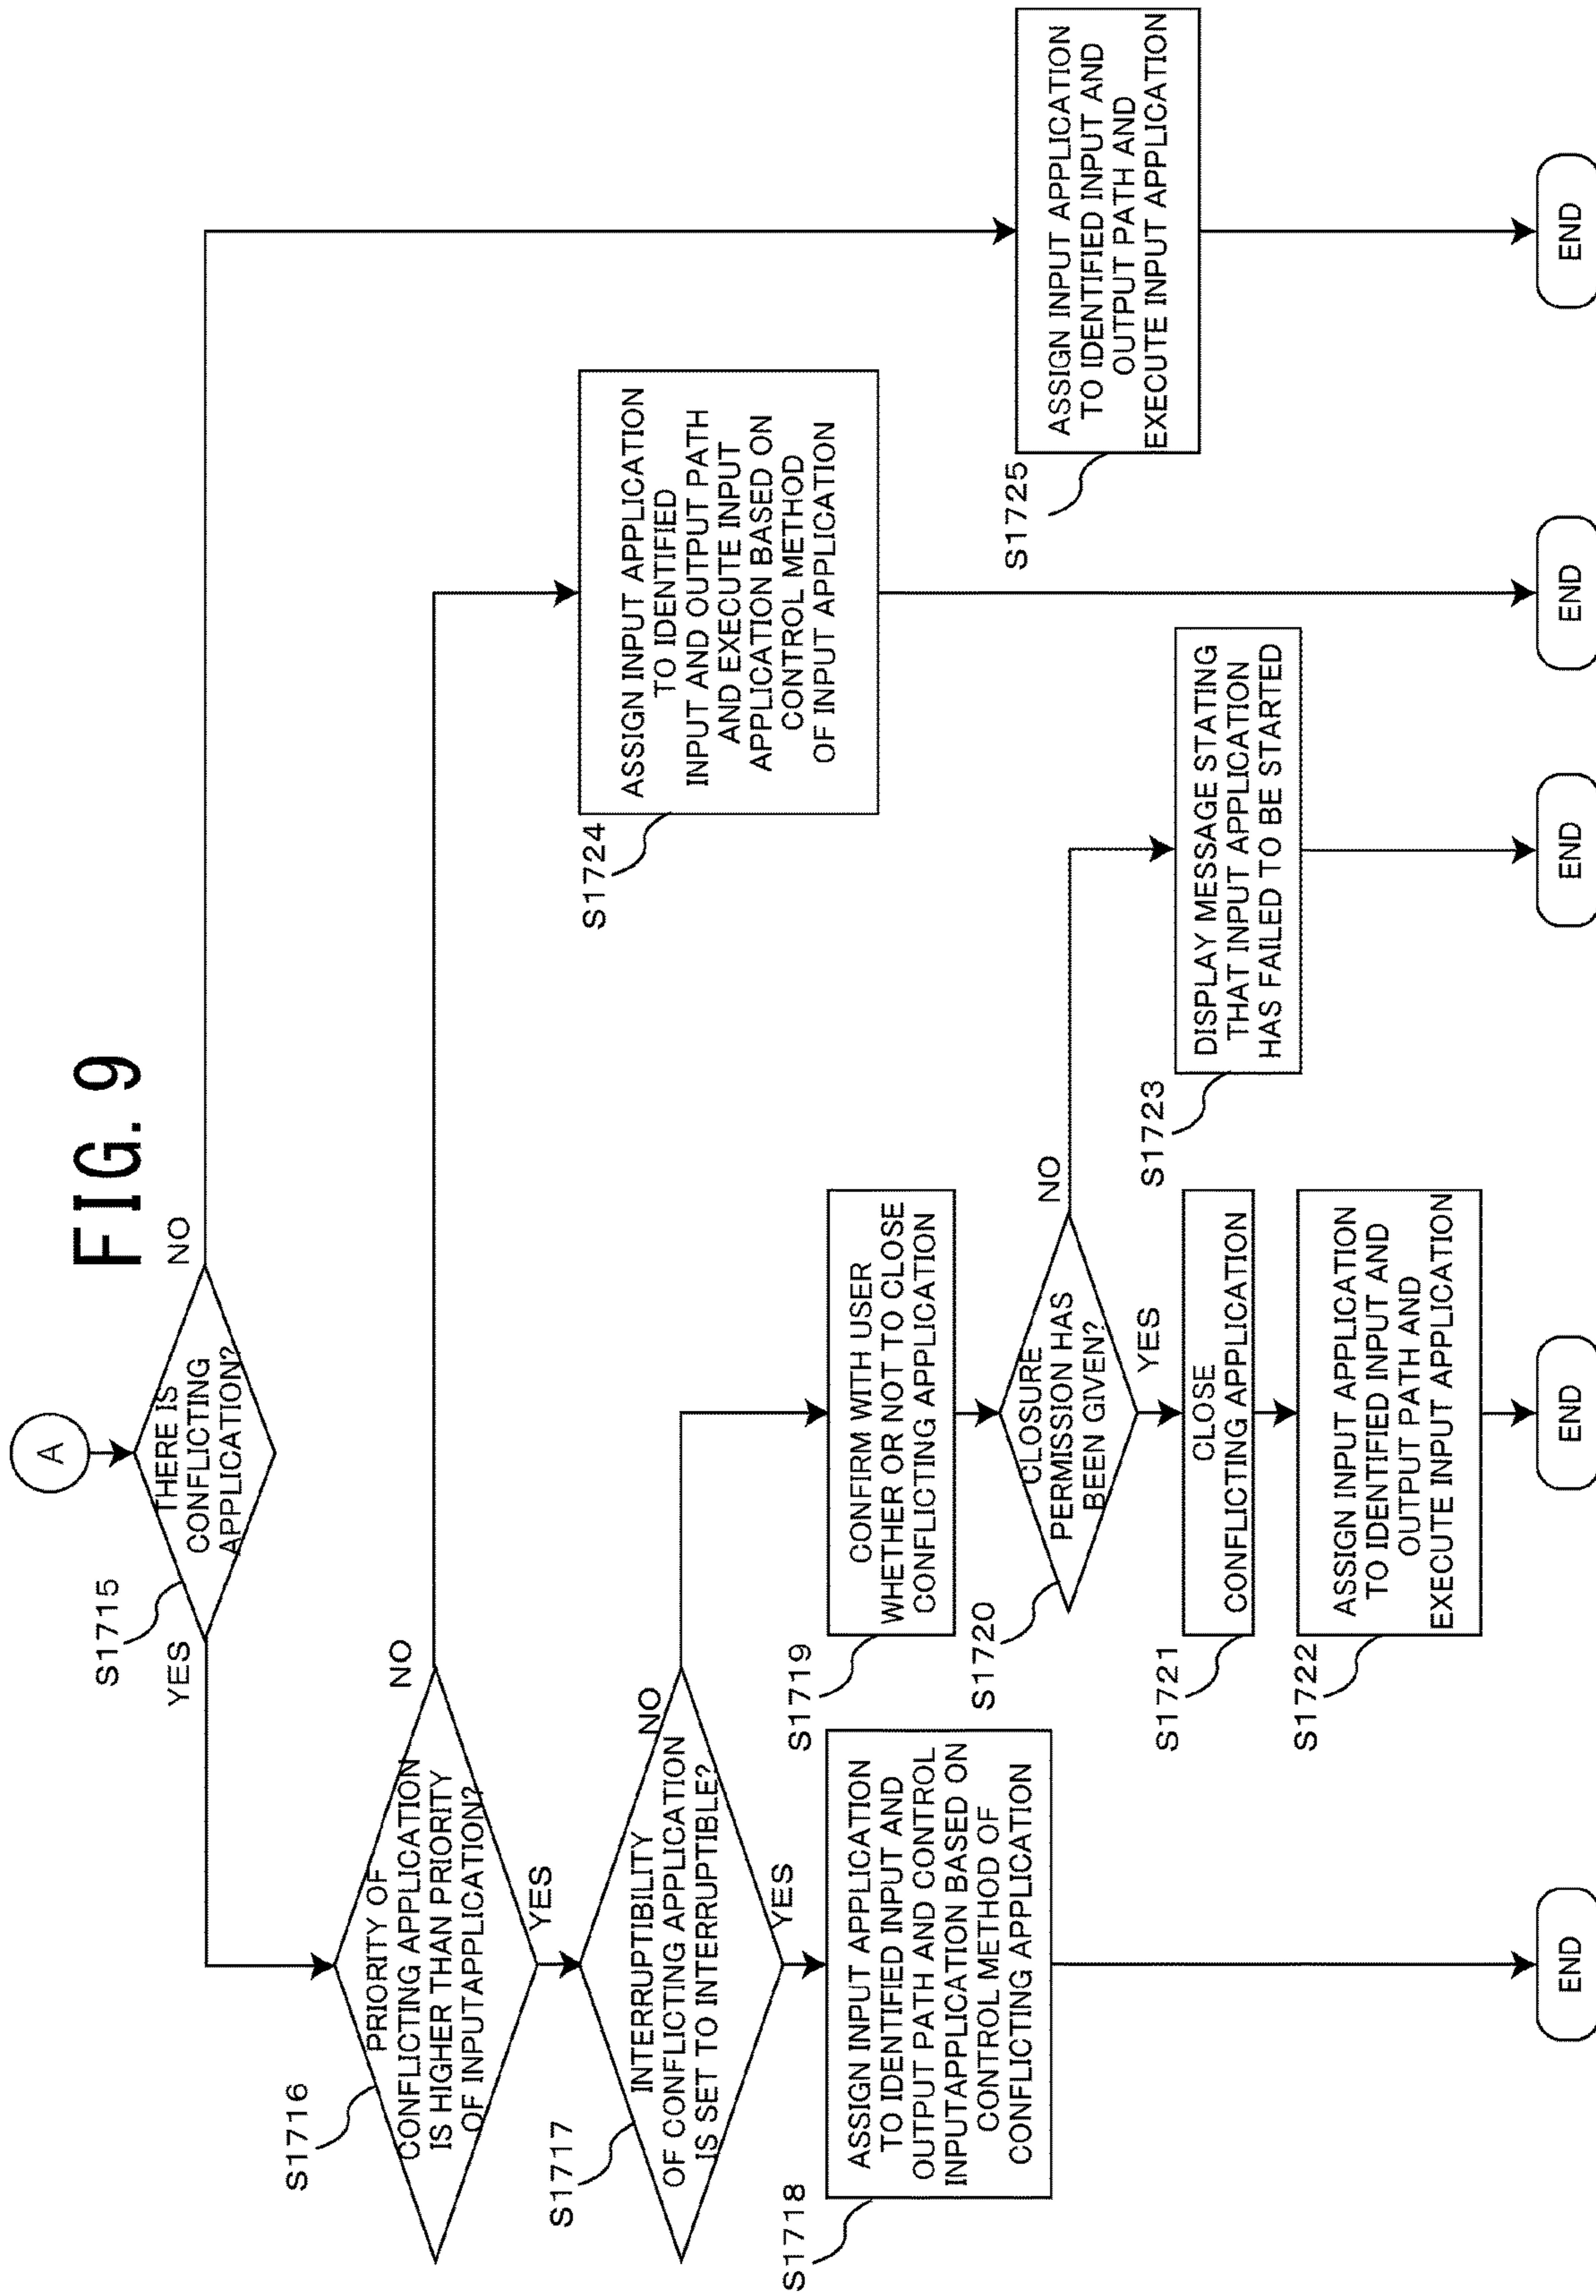 FIG. 9
A
THERE IS
CONFLICTING
APPLICATION?
S1715
YES
NO
PRIORITY OF
CONFLICTING APPLICATION
IS HIGHER THAN PRIORITY
OF INPUTAPPLICATION?
S1716
YES
NO
INTERRUPTIBILITY
OF CONFLICTING APPLICATION
IS SET TO INTERRUPTIBLE?
S1717
YES
NO
ASSIGN INPUT APPLICATION
TO IDENTIFIED INPUT AND
OUTPUT PATH AND CONTROL
INPUTAPPLICATION BASED ON
CONTROL METHOD OF
CONFLICTING APPLICATION
S1718
END
CONFIRM WITH USER
WHETHER OR NOT TO CLOSE
CONFLICTING APPLICATION
S1719
CLOSURE
PERMISSION HAS
BEEN GIVEN?
S1720
YES
NO
CLOSE
CONFLICTING APPLICATION
S1721
ASSIGN INPUT APPLICATION
TO IDENTIFIED INPUT AND
OUTPUT PATH AND
EXECUTE INPUT APPLICATION
S1722
END
DISPLAY MESSAGE STATING
THAT INPUT APPLICATION
HAS FAILED TO BE STARTED
S1723
END
ASSIGN INPUT APPLICATION
TO IDENTIFIED
INPUT AND OUTPUT PATH
AND EXECUTE INPUT
APPLICATION BASED ON
CONTROL METHOD
OF INPUT APPLICATION
S1724
END
ASSIGN INPUT APPLICATION
TO IDENTIFIED INPUT AND
OUTPUT PATH AND
EXECUTE INPUT APPLICATION
S1725
END